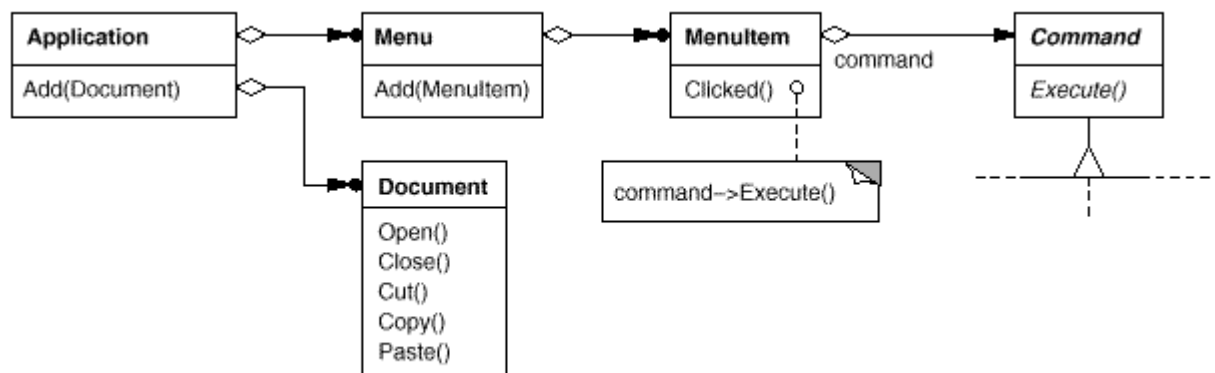 Application
Add(Document)
Menu
Add(MenuItem)
MenuItem
Clicked()
command
Command
Execute()
command->Execute()
Document
Open()
Close()
Cut()
Copy()
Paste()